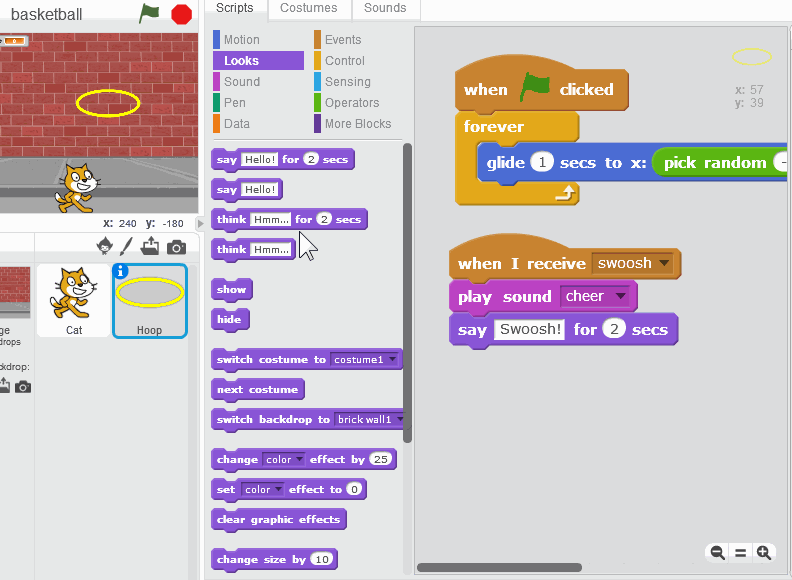 basketball
x: 240 y: -180
Cat
Hoop
ge
drops
kdrop:
Scripts
Costumes
Sounds
Motion
Looks
Sound
Pen
Data
Events
Control
Sensing
Operators
More Blocks
say Hello! for 2 secs
say Hello!
think Hmm... for 2 secs
think Hmm...
show
hide
switch costume to costume1
next costume
switch backdrop to brick wall1
change color effect by 25
set color effect to 0
clear graphic effects
change size by 10
x: 57
y: 39
when clicked
forever
glide 1 secs to x: pick random -
when I receive swoosh
play sound cheer
say Swoosh! for 2 secs